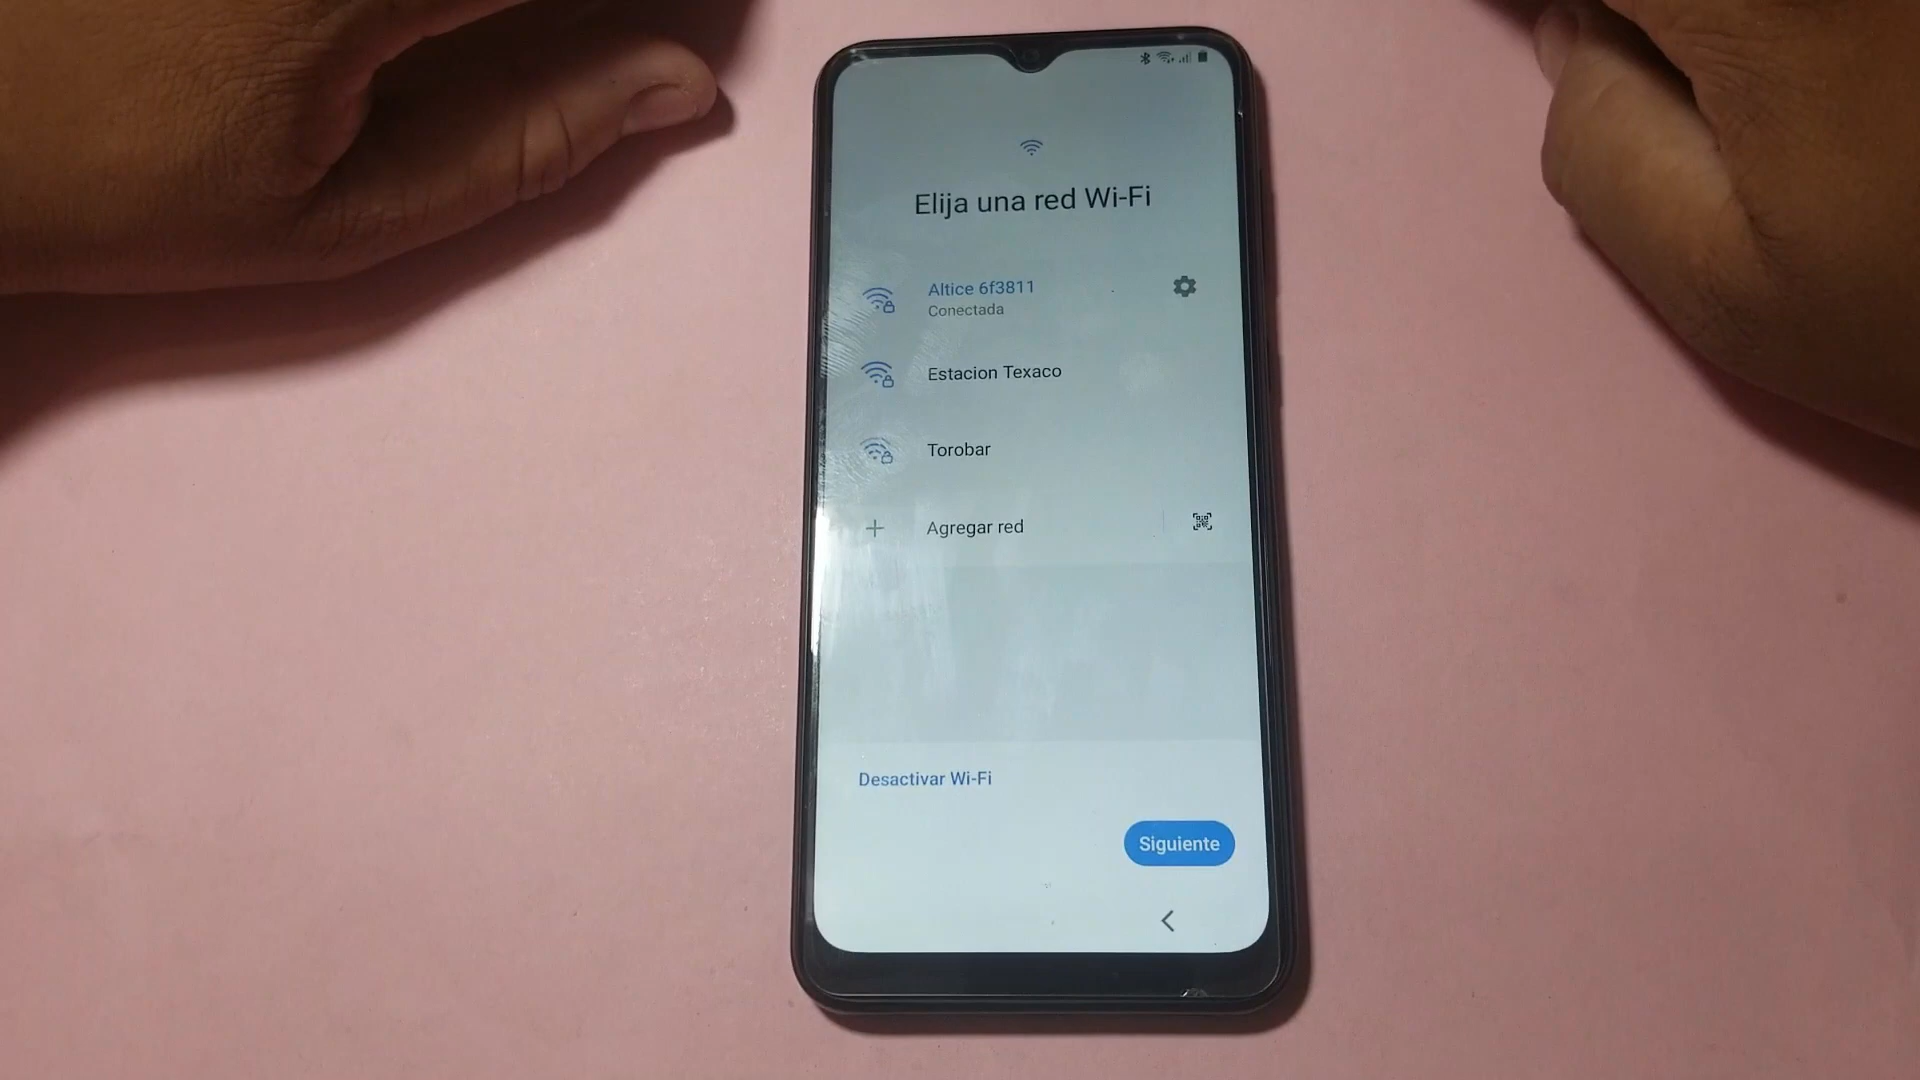 Elija una red Wi-Fi
Altice 6f3811
Conectada
Estacion Texaco
Torobar
Agregar red
Desactivar Wi-Fi
Siguiente